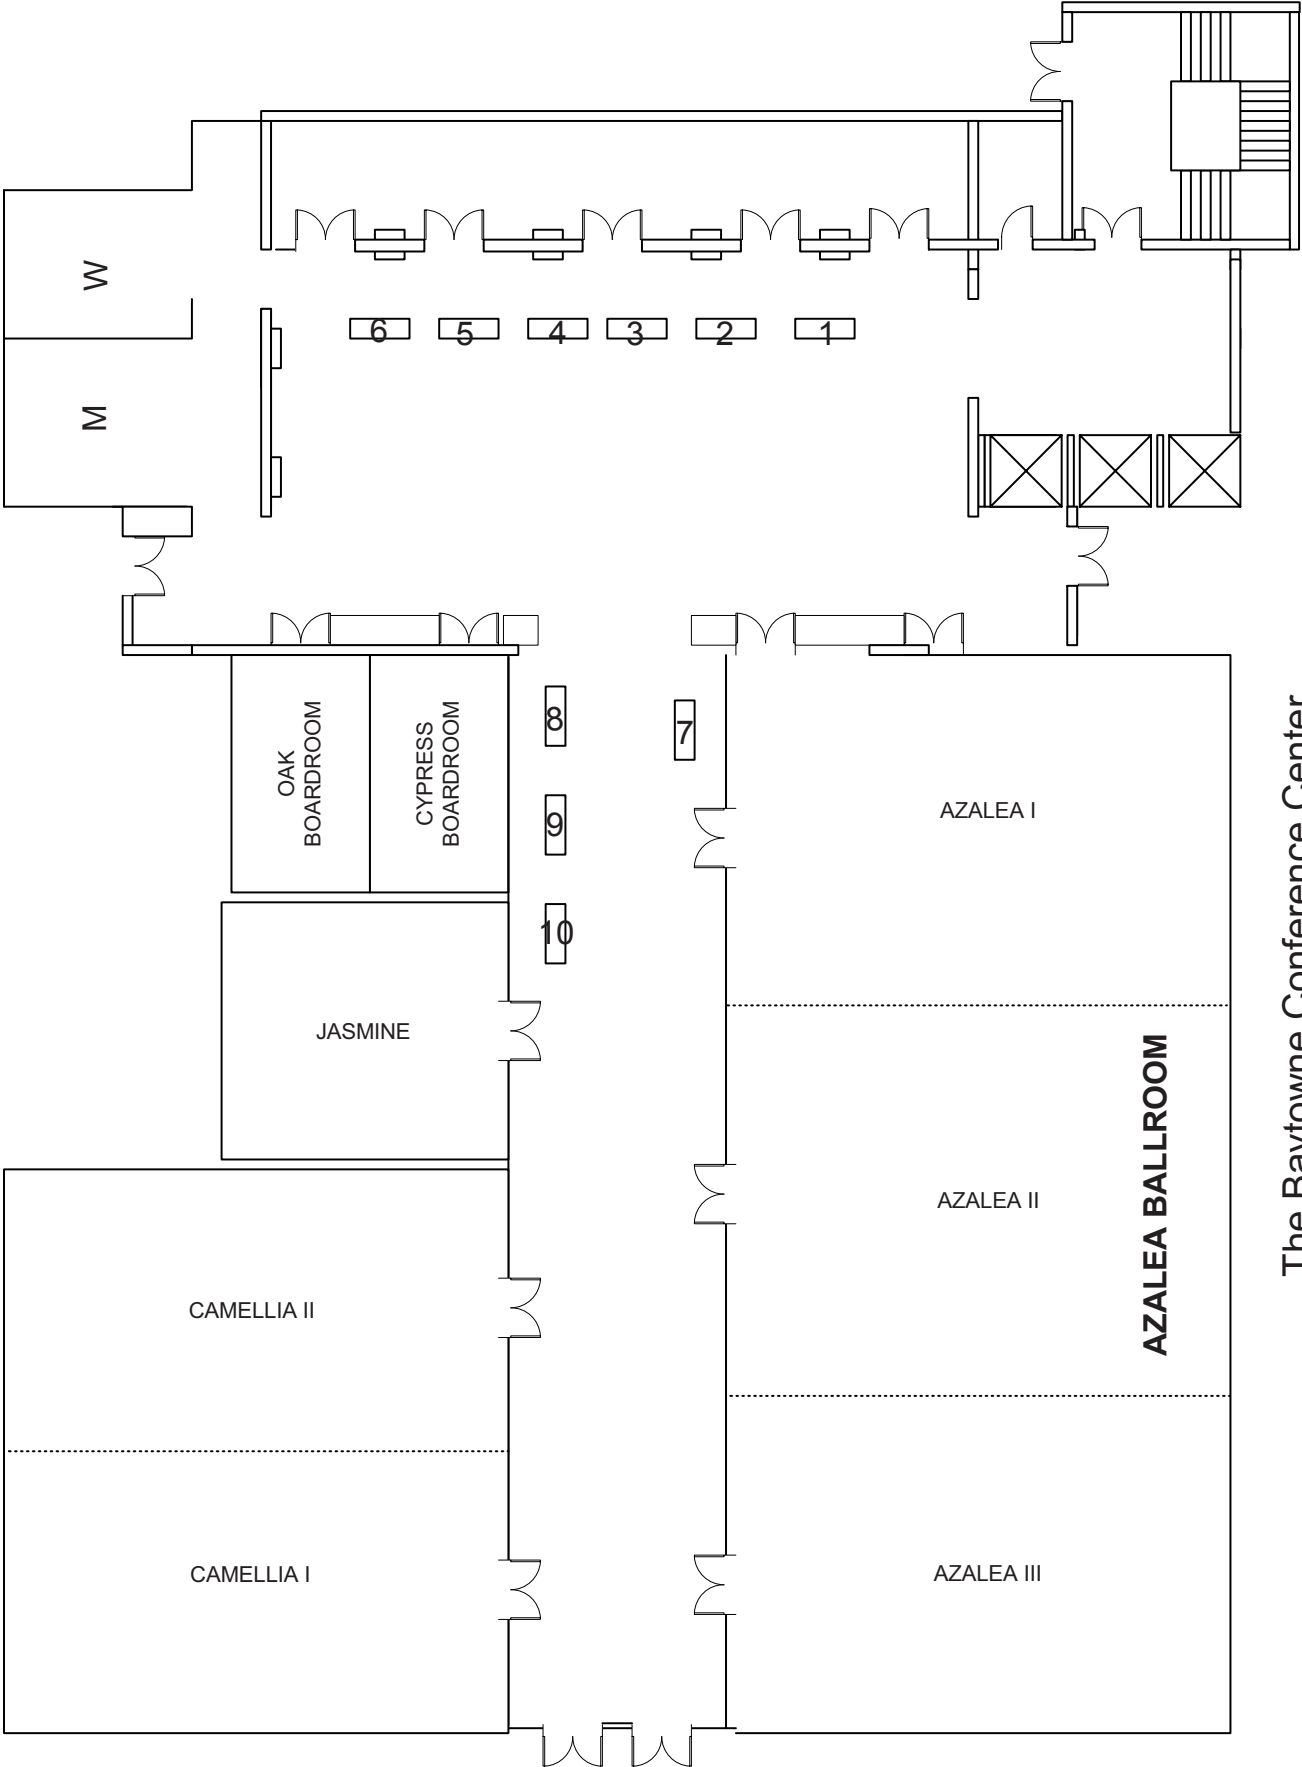 W
M
6
5
4
3
2
1
OAK
BOARDROOM
CYPRESS
BOARDROOM
8
7
9
10
AZALEA I
JASMINE
AZALEA II
AZALEA BALLROOM
CAMELLIA II
CAMELLIA I
AZALEA III
The Baytowne Conference Center